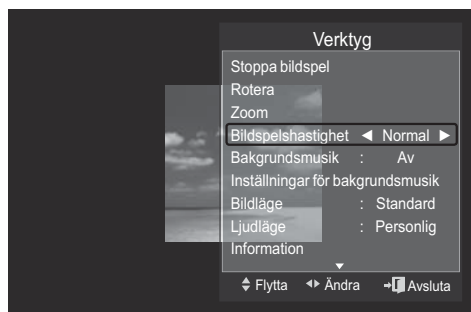 Verktyg
Stoppa bildspel
Rotera
Zoom
Bildspelshastighet ◀ Normal ▶
Bakgrundsmusik : Av
Inställningar för bakgrundsmusik
Bildläge : Standard
Ljudläge : Personlig
Information
Flytta Ändra Avsluta